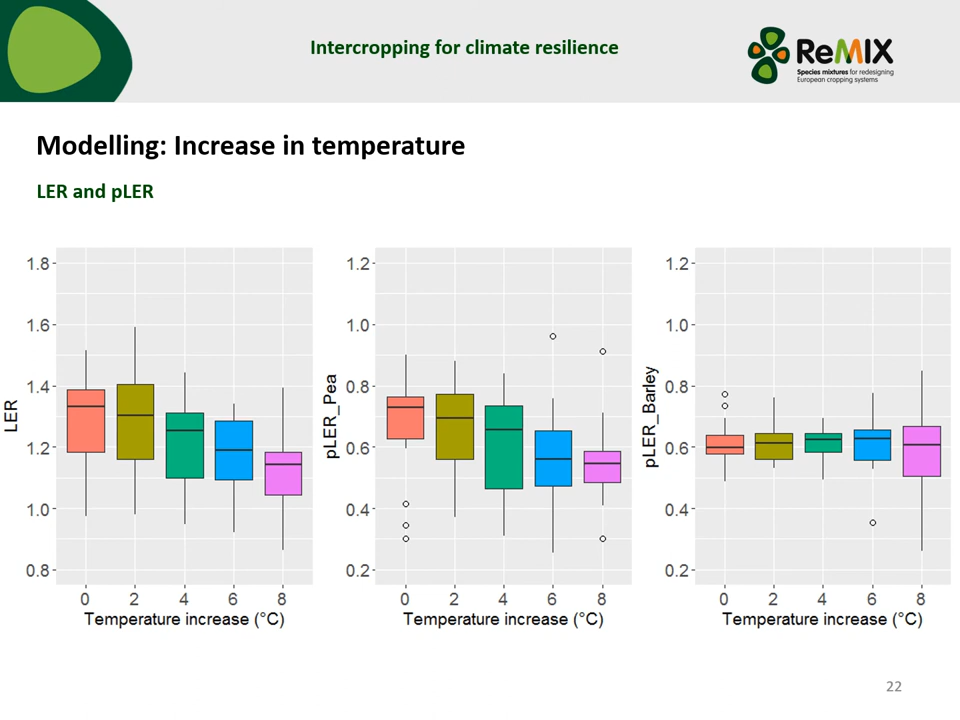 Intercropping for climate resilience
ReMIX
Species mixtures for redesigning
European cropping systems
Modelling: Increase in temperature
LER and pLER
LER
1.8
1.6
1.4
1.2
1.0
0.8
0 2 4 6 8
Temperature increase (°C)
pLER_Pea
1.2
1.0
0.8
0.6
0.4
0.2
0 2 4 6 8
Temperature increase (°C)
pLER_Barley
1.2
1.0
0.8
0.6
0.4
0.2
0 2 4 6 8
Temperature increase (°C)
22